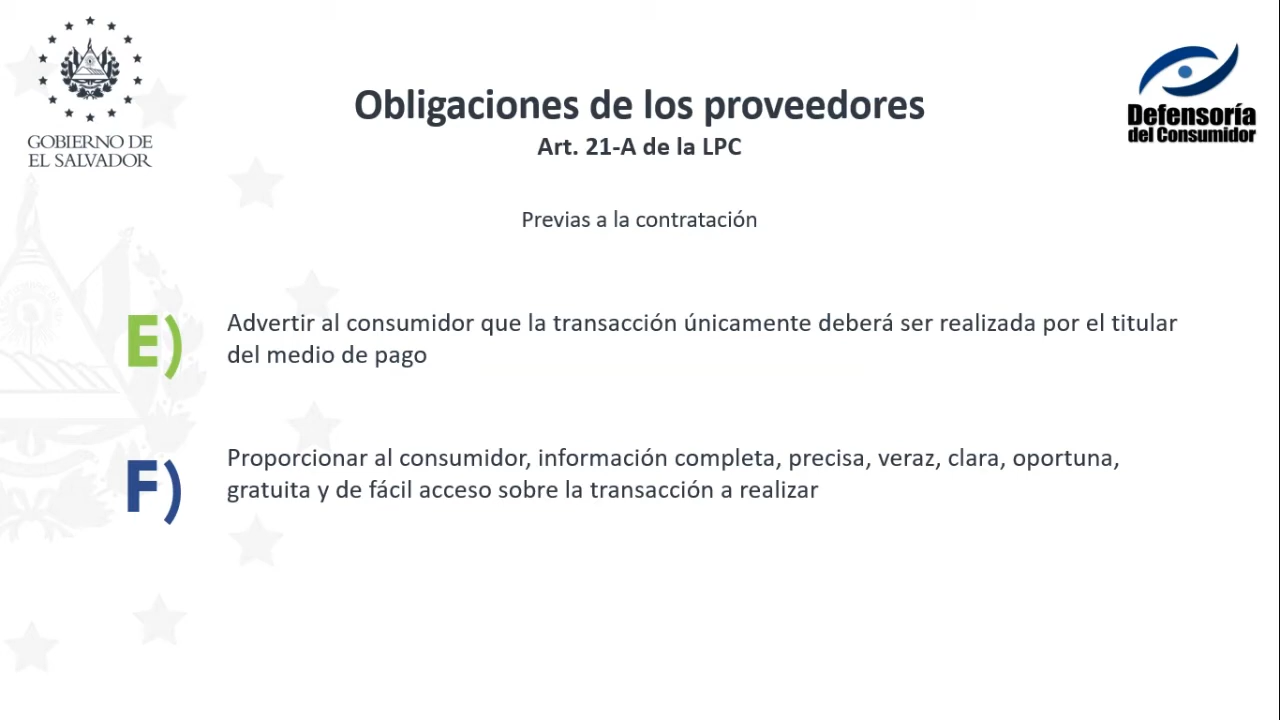 GOBIERNO DE
EL SALVADOR
Defensoría
del Consumidor
Obligaciones de los proveedores
Art. 21-A de la LPC
Previas a la contratación
E) Advertir al consumidor que la transacción únicamente deberá ser realizada por el titular
del medio de pago
F) Proporcionar al consumidor, información completa, precisa, veraz, clara, oportuna,
gratuita y de fácil acceso sobre la transacción a realizar